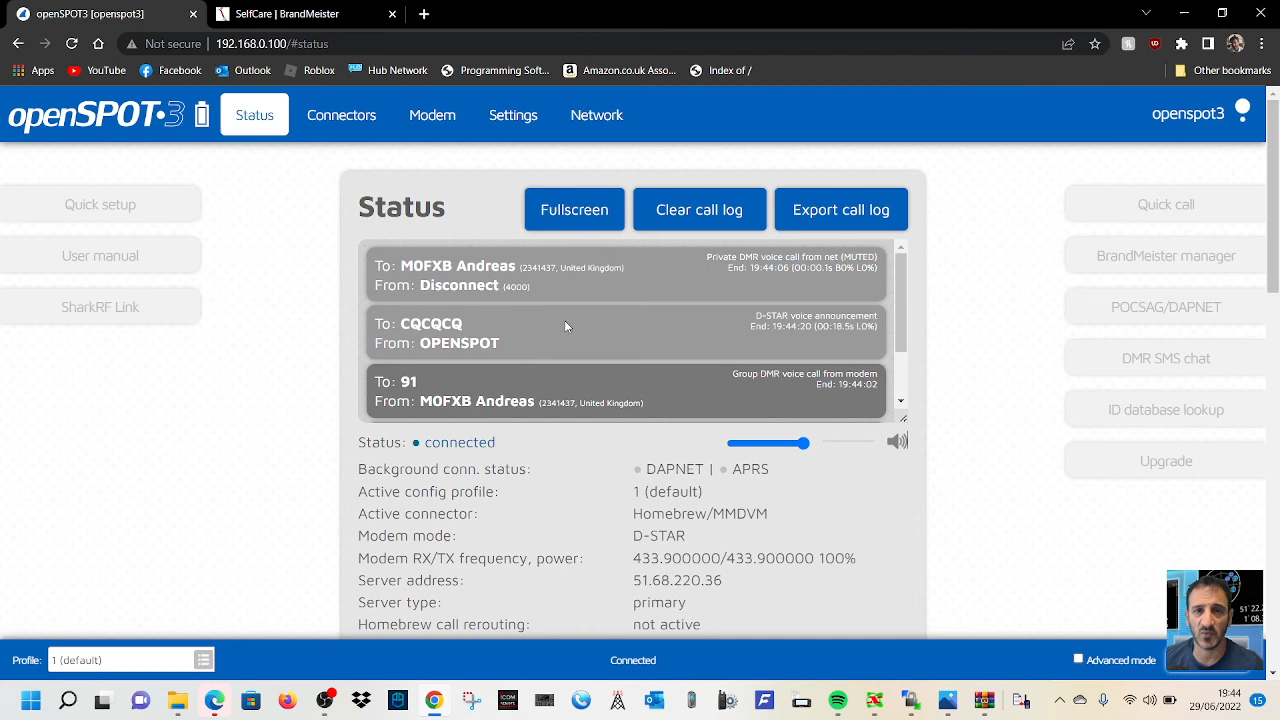 openSPOT3 [openspot3]
SelfCare | BrandMeister
Not secure
192.168.0.100/#status
Apps
YouTube
Facebook
Outlook
Roblox
Hub Network
Programming Softw...
Amazon.co.uk Asso...
Index of /
Other bookmarks
openSPOT•3
Status
Connectors
Modem
Settings
Network
openspot3
Quick setup
User manual
SharkRF Link
Status
Fullscreen
Clear call log
Export call log
To: M0FXB Andreas (2341437, United Kingdom)
From: Disconnect (4000)
Private DMR voice call from net (MUTED)
End: 19:44:06 (00:00.1s B0% L0%)
To: CQCQCQ
From: OPENSPOT
D-STAR voice announcement
End: 19:44:20 (00:18.5s L0%)
To: 91
From: M0FXB Andreas (2341437, United Kingdom)
Group DMR voice call from modem
End: 19:44:02
Status: connected
Background conn. status: DAPNET | APRS
Active config profile: 1 (default)
Active connector: Homebrew/MMDVM
Modem mode: D-STAR
Modem RX/TX frequency, power: 433.900000/433.900000 100%
Server address: 51.68.220.36
Server type: primary
Homebrew call rerouting: not active
Quick call
BrandMeister manager
POCSAG/DAPNET
DMR SMS chat
ID database lookup
Upgrade
Profile: 1 (default)
Connected
Advanced mode
19:44
29/06/2022
15